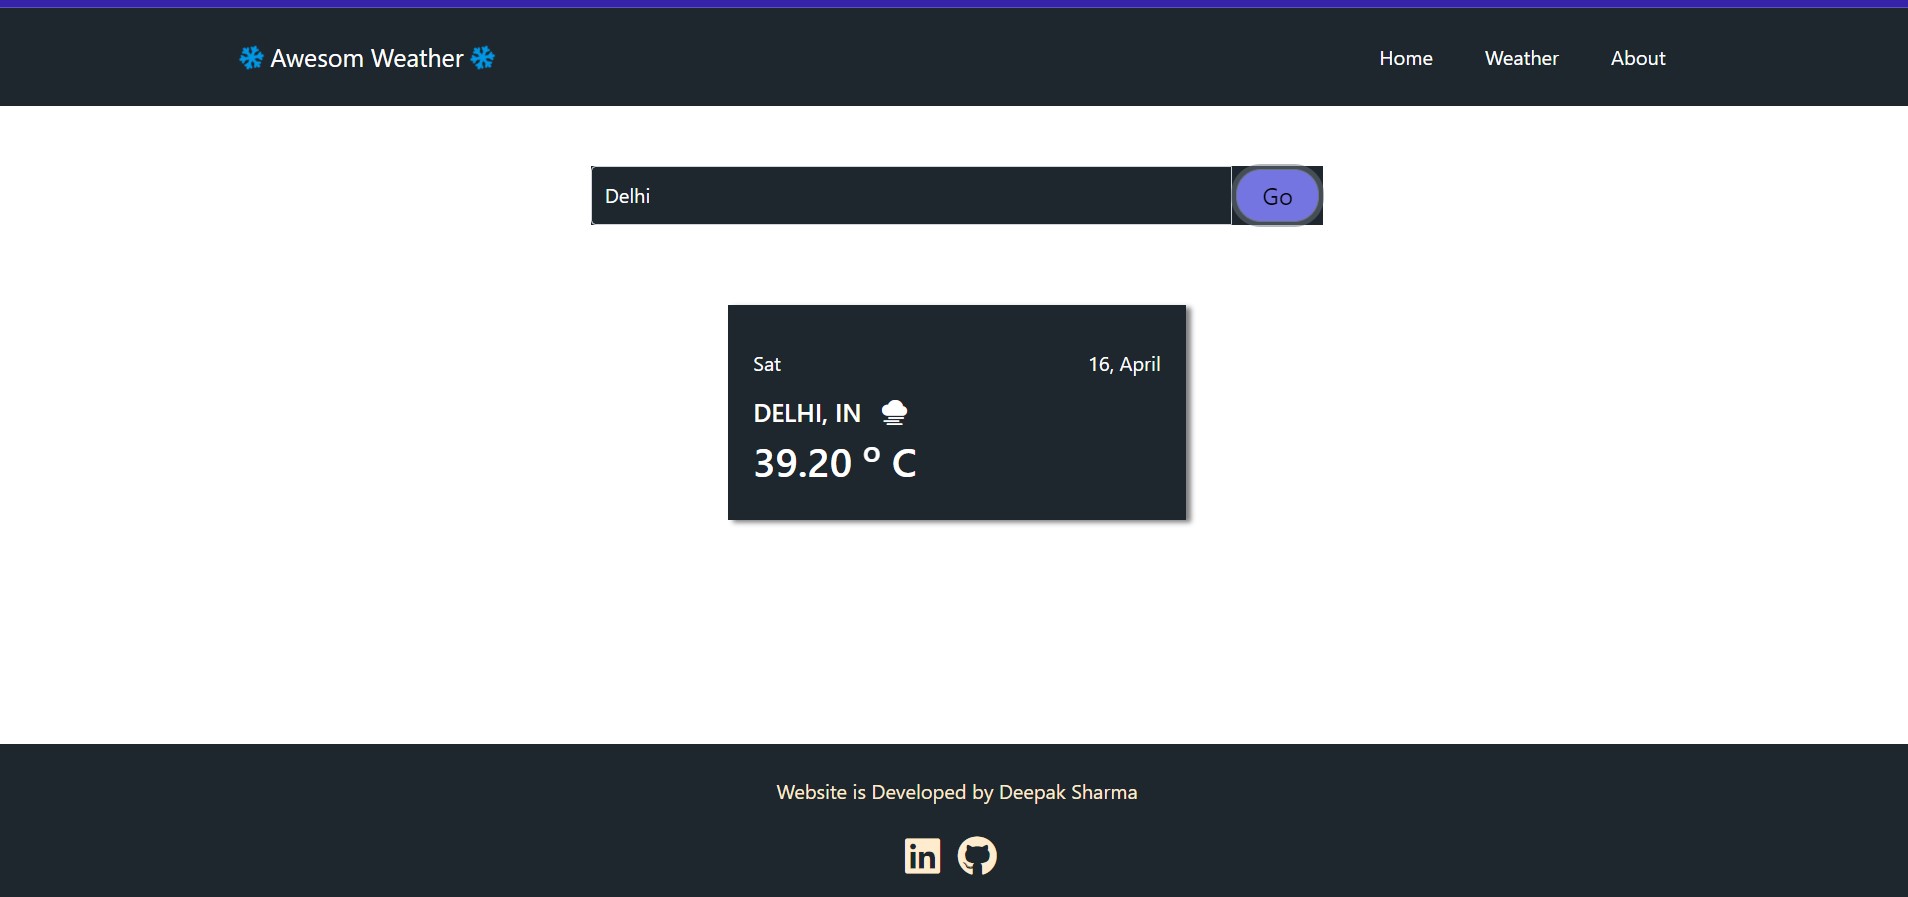 Awesom Weather
Home Weather About
Delhi Go
Sat 16, April
DELHI, IN
39.20 º C
Website is Developed by Deepak Sharma
in